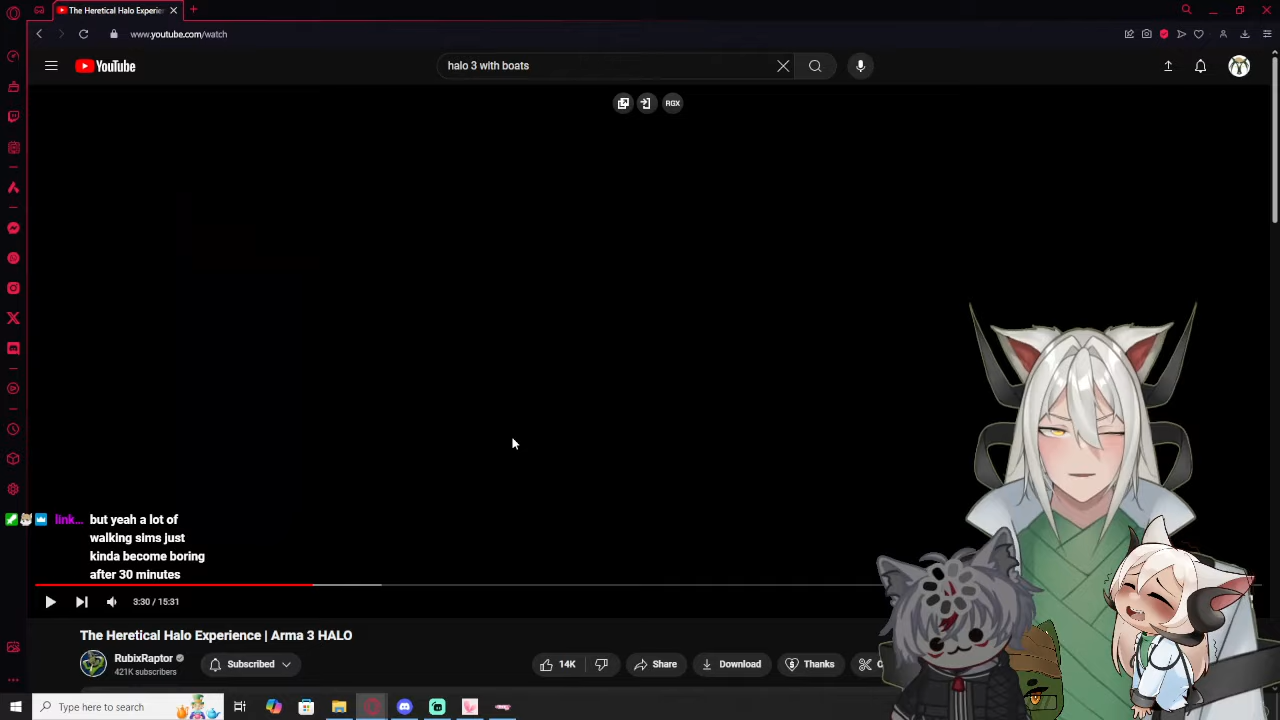 The Heretical Halo Experie
www.youtube.com/watch
YouTube
halo 3 with boats
RGX
link... but yeah a lot of
walking sims just
kinda become boring
after 30 minutes
3:30 / 15:31
The Heretical Halo Experience | Arma 3 HALO
RubixRaptor
421K subscribers
Subscribed
14K
Share
Download
Thanks
Type here to search